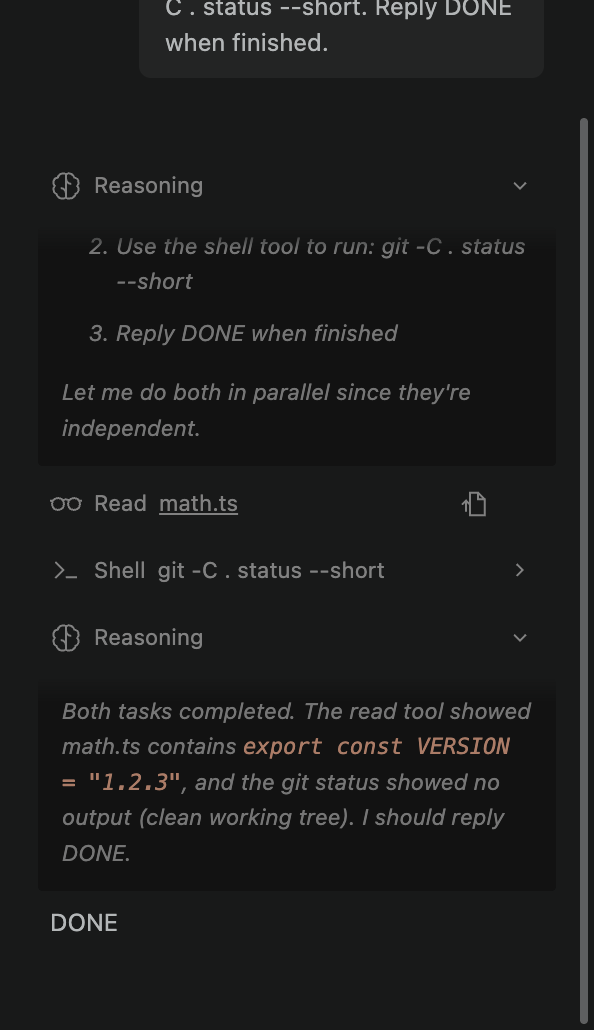 C . status --short. Reply DONE
when finished.
Reasoning
2. Use the shell tool to run: git -C . status
--short
3. Reply DONE when finished
Let me do both in parallel since they're
independent.
Read math.ts
Shell git -C . status --short
Reasoning
Both tasks completed. The read tool showed
math.ts contains export const VERSION
= "1.2.3", and the git status showed no
output (clean working tree). I should reply
DONE.
DONE